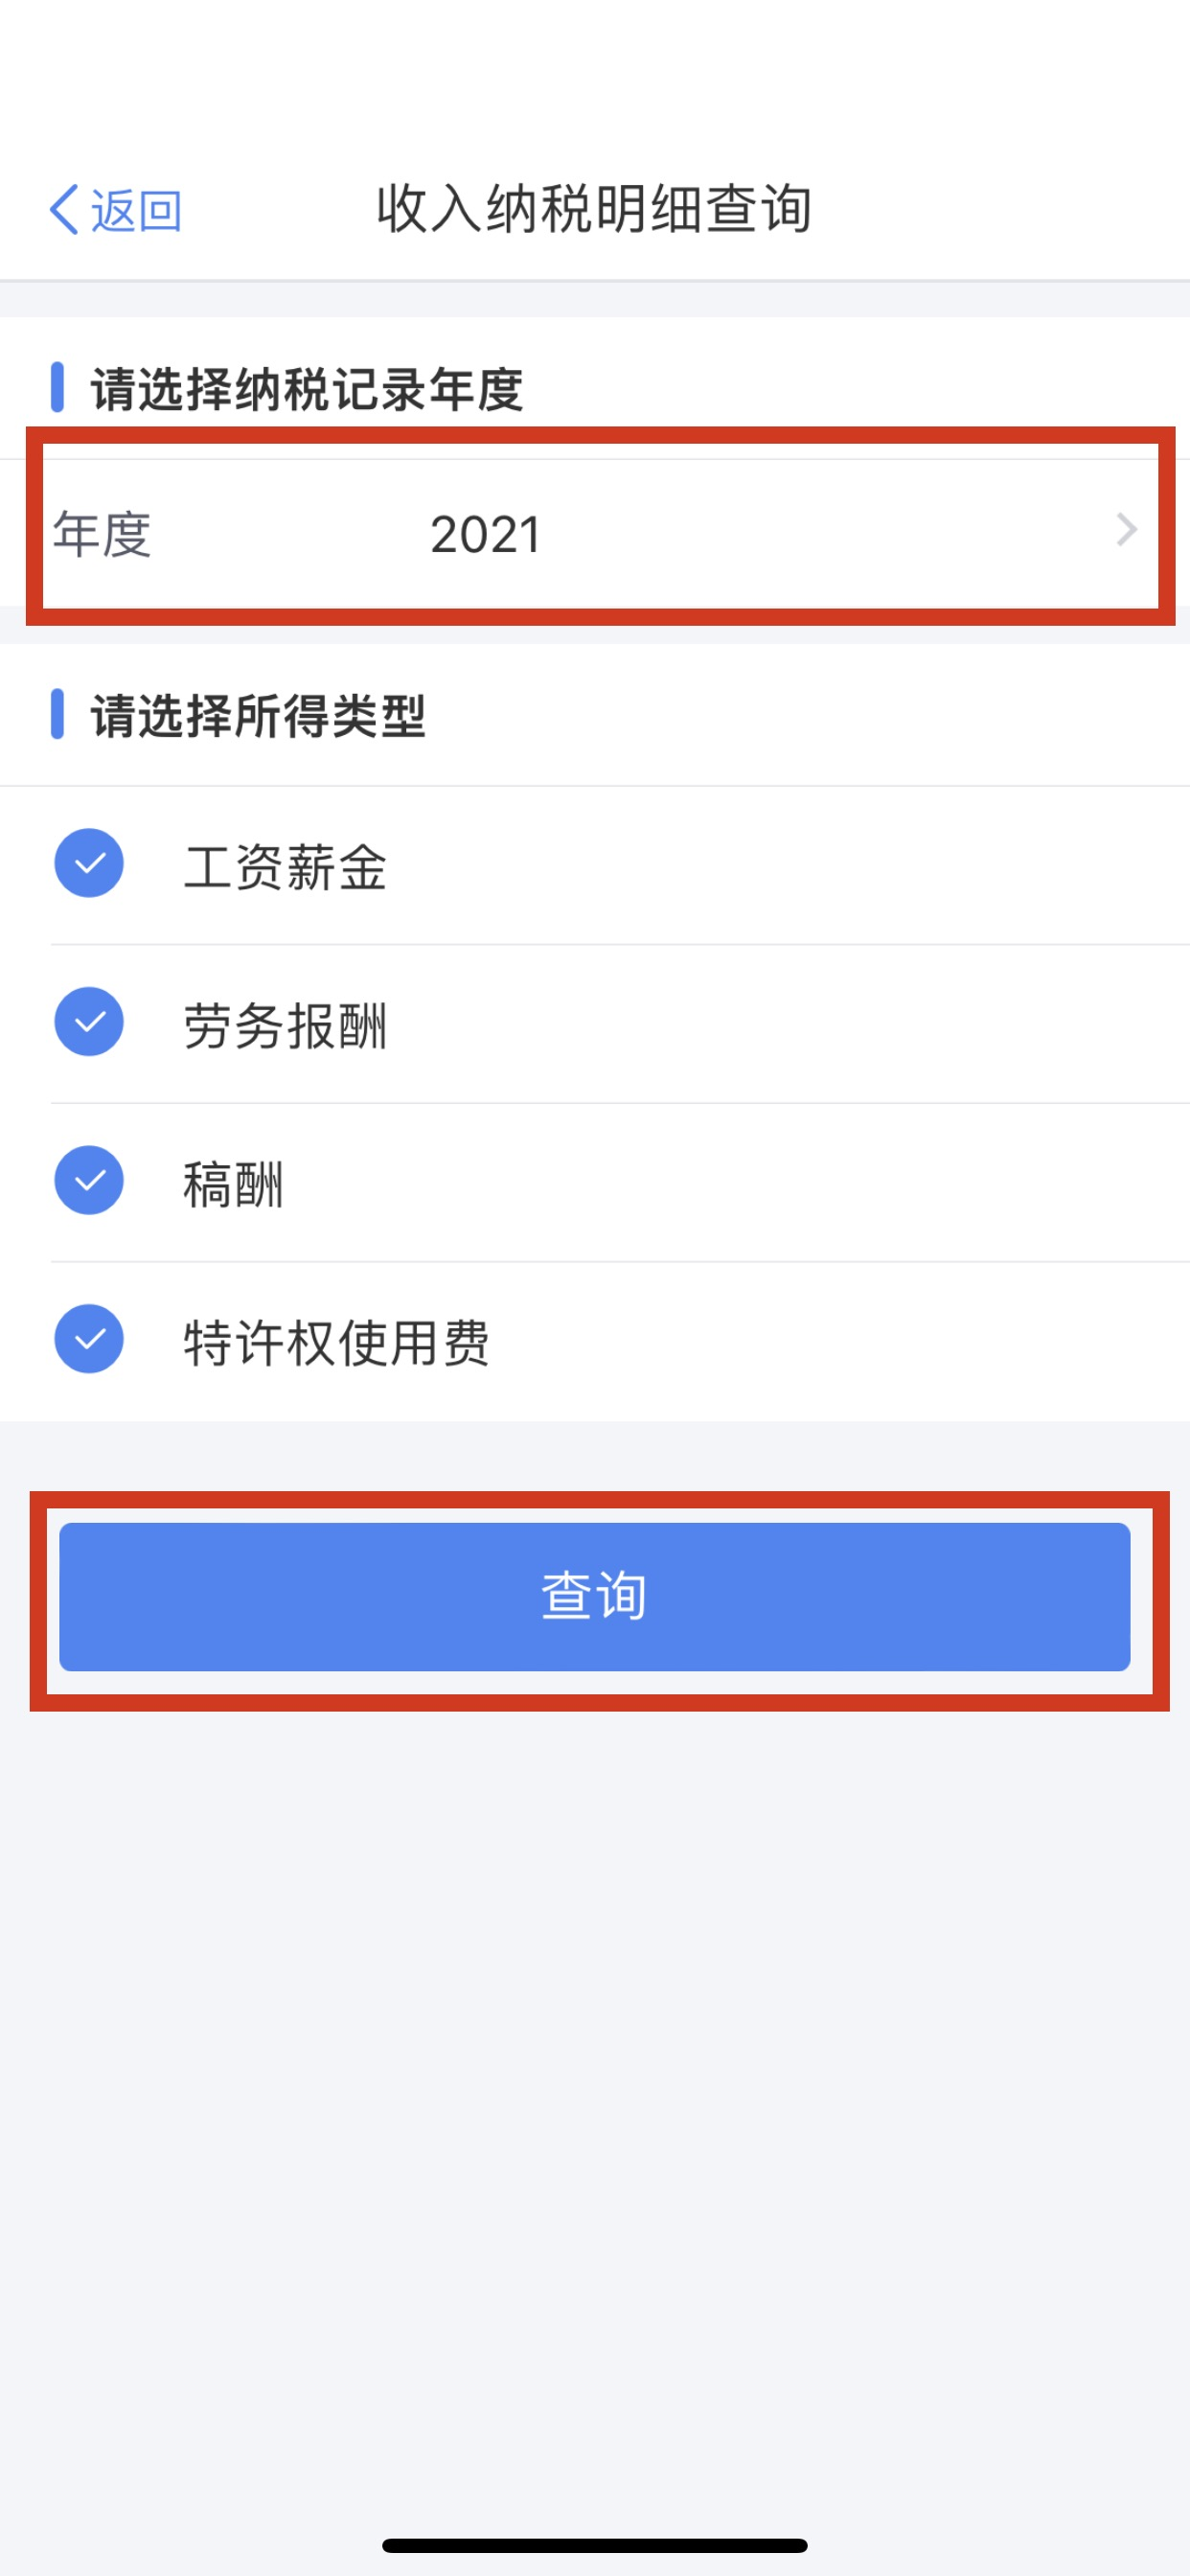 返回 收入纳税明细查询
请选择纳税记录年度
年度 2021
请选择所得类型
工资薪金
劳务报酬
稿酬
特许权使用费
查询